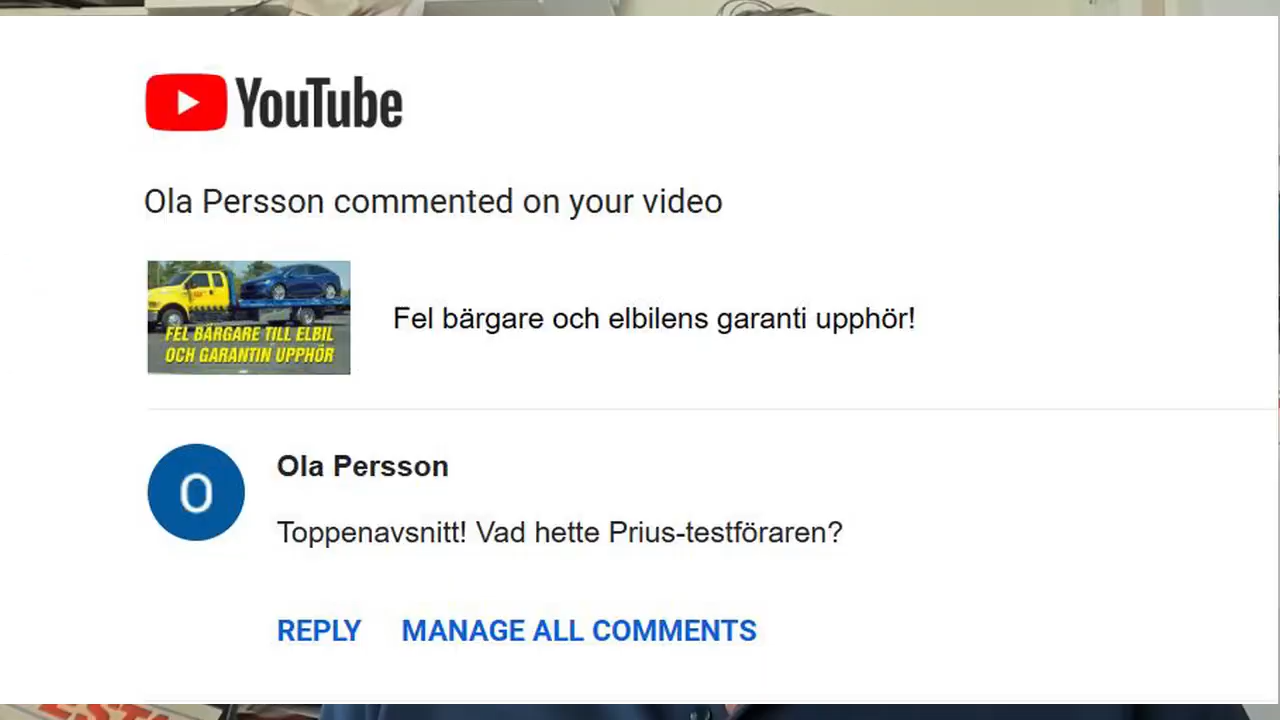 YouTube
Ola Persson commented on your video
FEL BÄRGARE TILL ELBIL
OCH GARANTIN UPPHÖR
Fel bärgare och elbilens garanti upphör!
O
Ola Persson
Toppenavsnitt! Vad hette Prius-testföraren?
REPLY MANAGE ALL COMMENTS